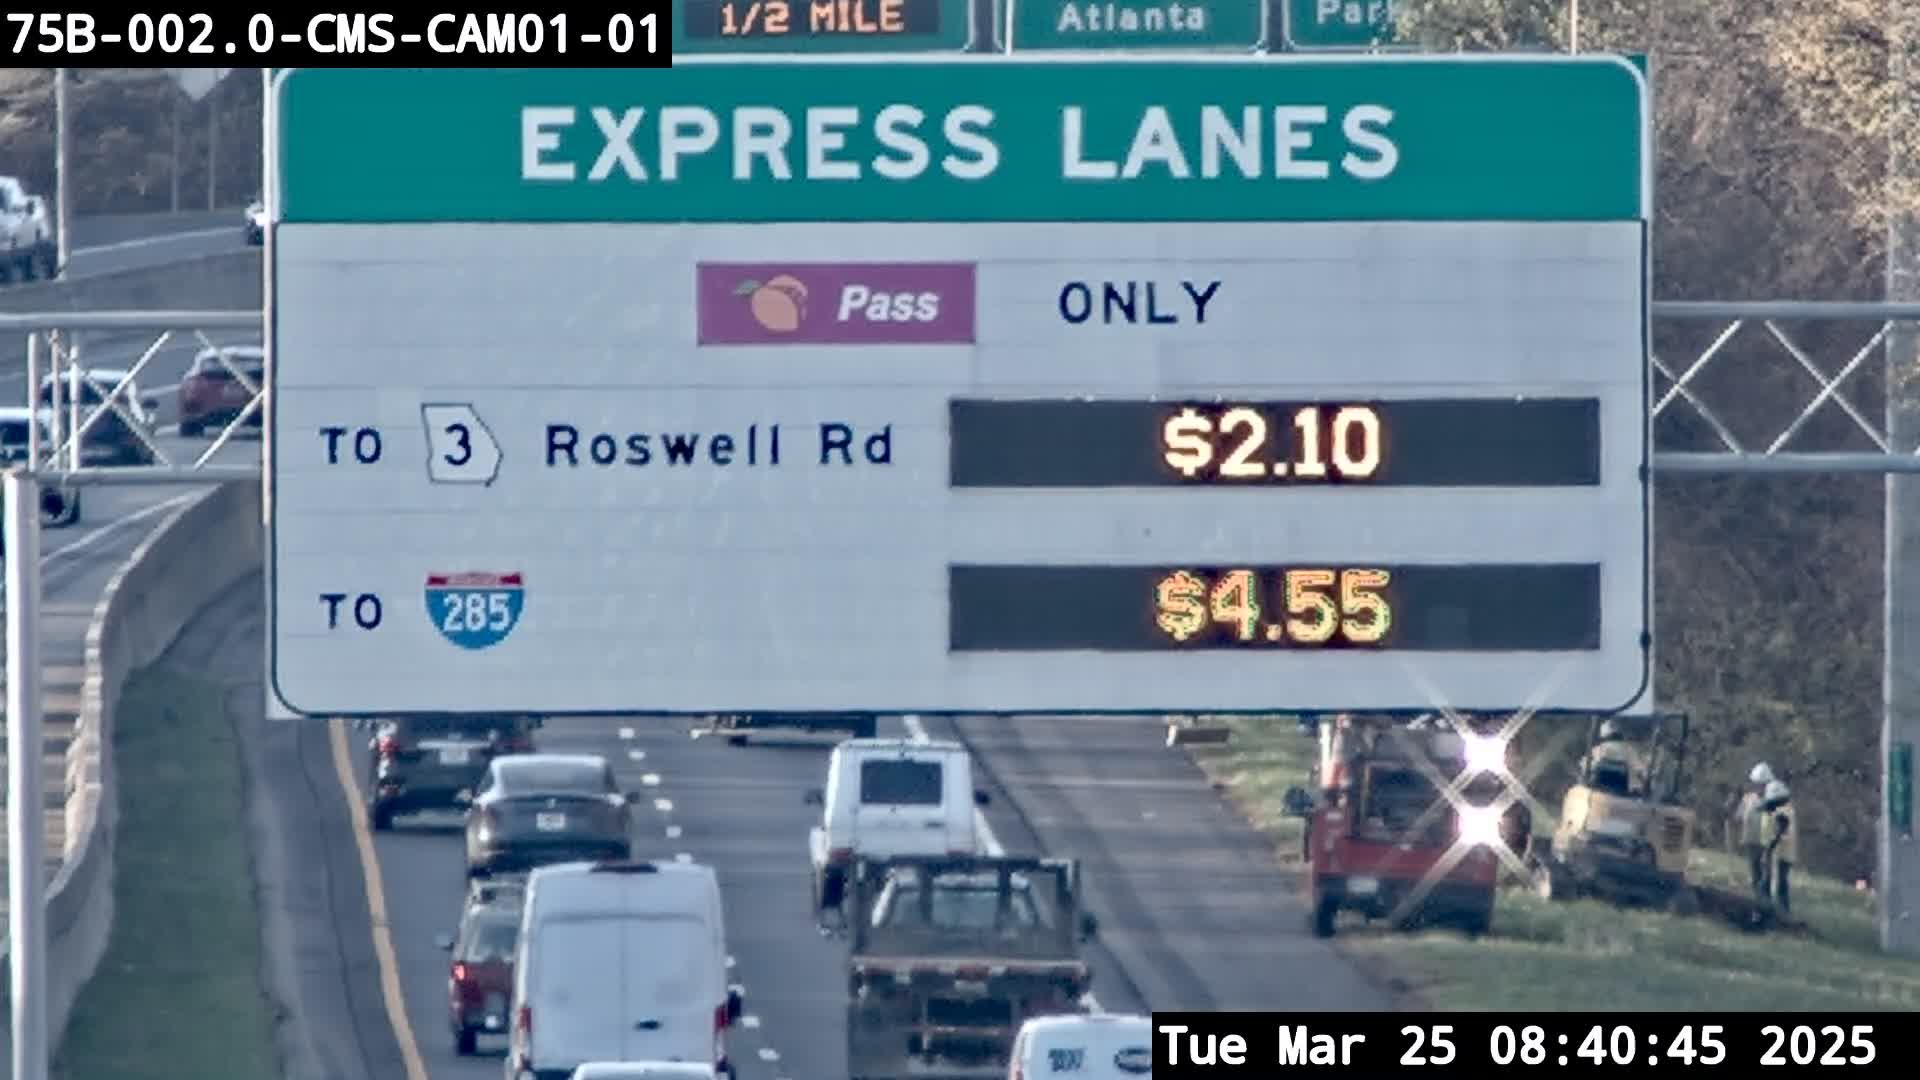 75B-002.0-CMS-CAM01-01
1/2 MILE
Atlanta
EXPRESS LANES
Pass ONLY
TO 3 Roswell Rd $2.10
TO 285 $4.55
Tue Mar 25 08:40:45 2025